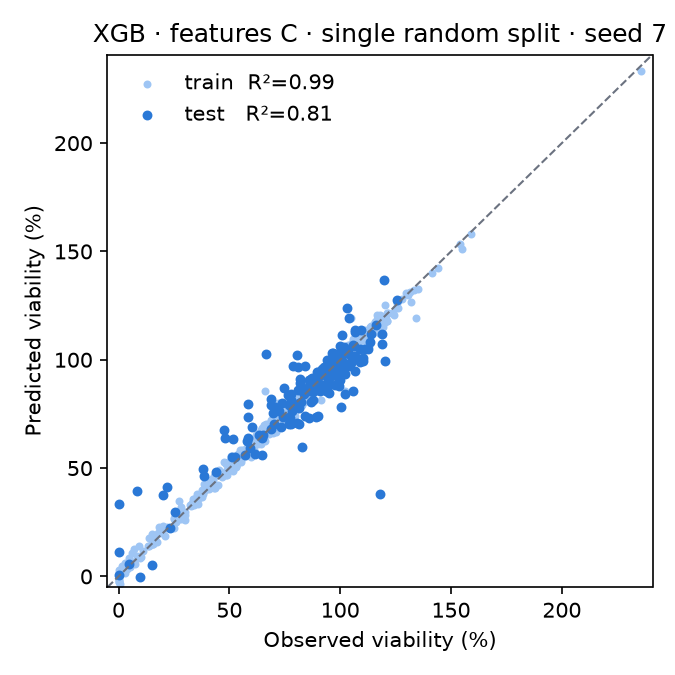 XGB · features C · single random split · seed 7
train R²=0.99
test R²=0.81
Predicted viability (%)
200
150
100
50
0
0 50 100 150 200
Observed viability (%)